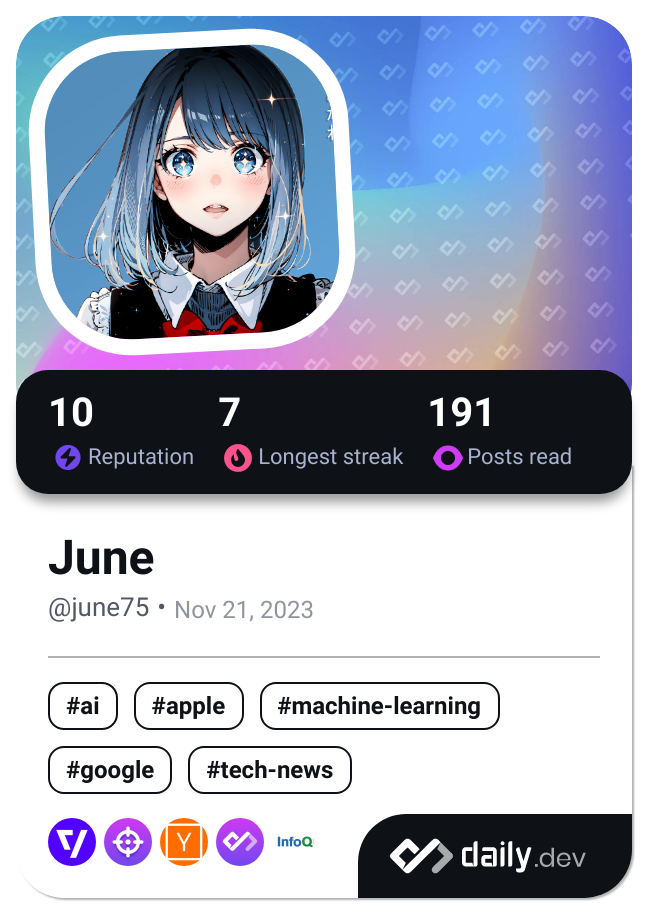 10 7 191
Reputation Longest streak Posts read
June
@june75 • Nov 21, 2023
#ai #apple #machine-learning
#google #tech-news
Y InfoQ
daily.dev